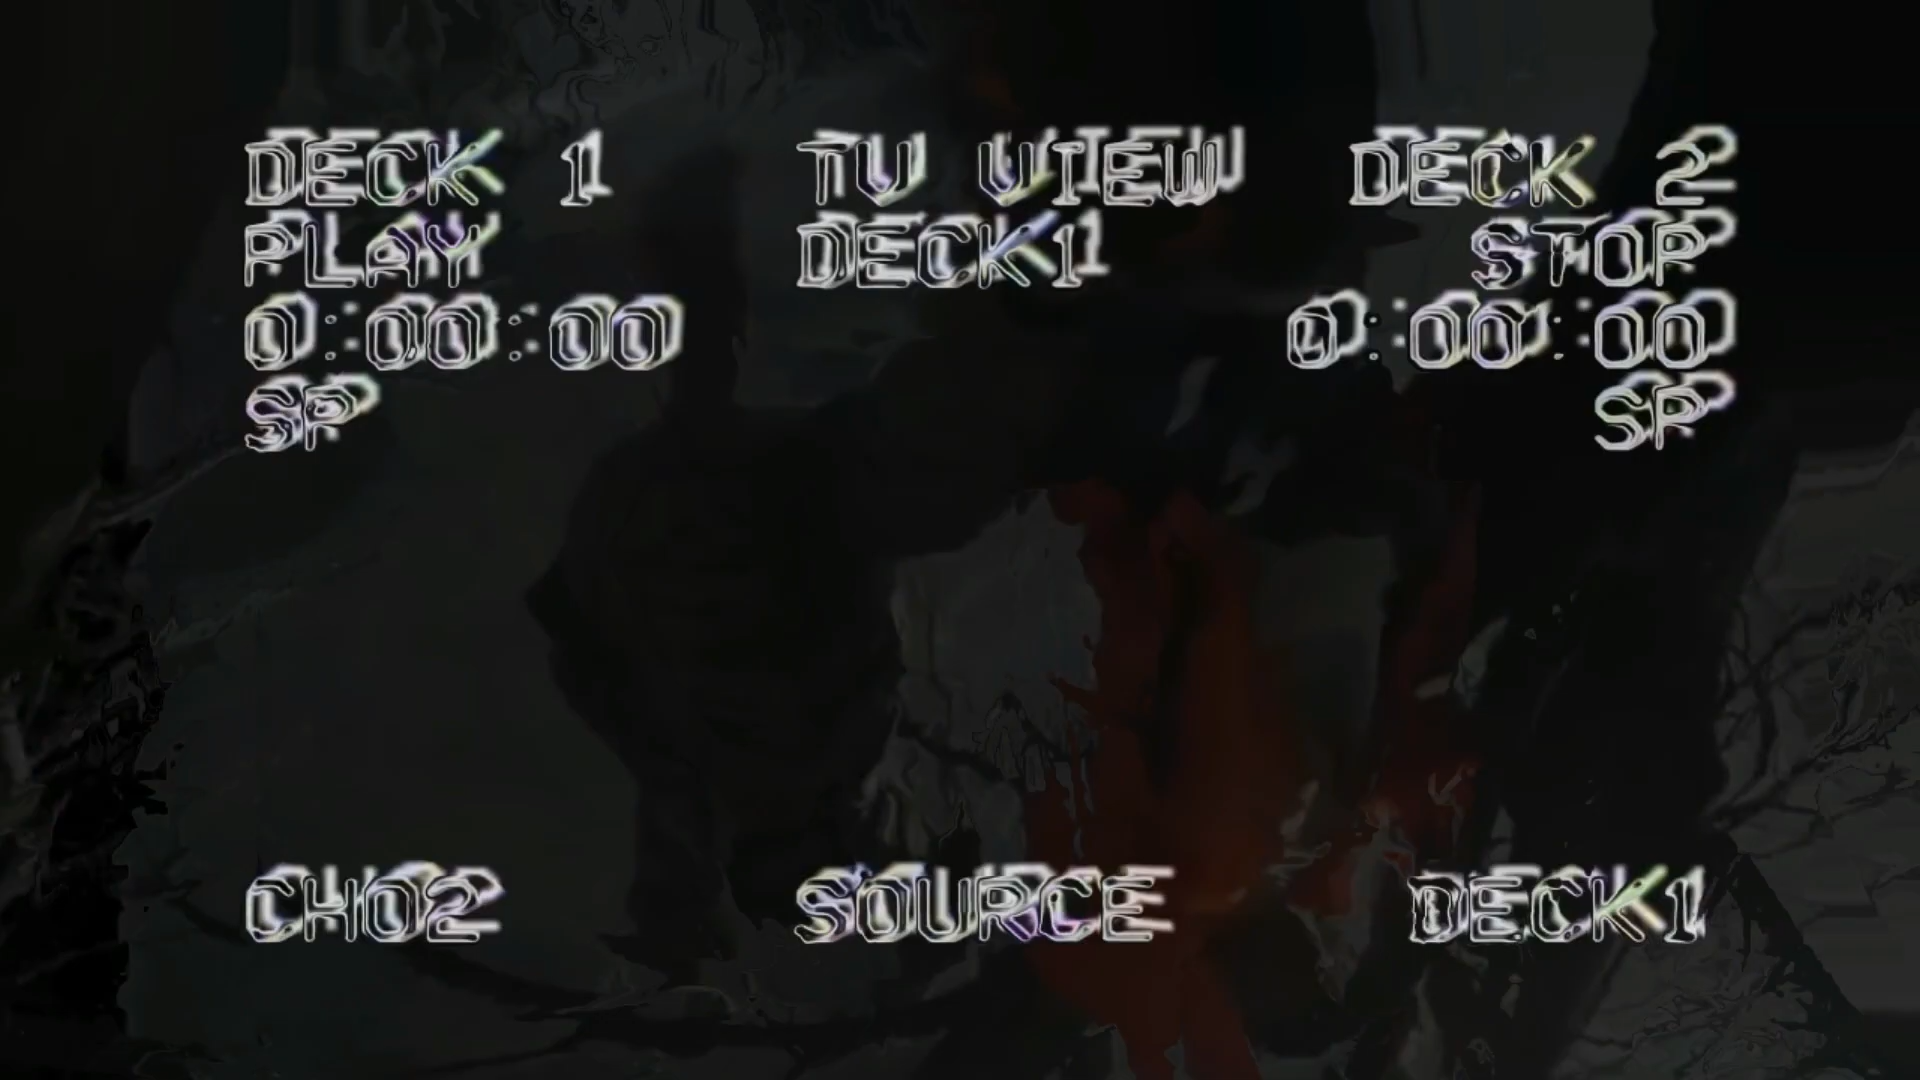 DECK 1 TV VIEW DECK 2
PLAY DECK1 STOP
0:00:00 0:00:00
SP SP
CH02 SOURCE DECK1